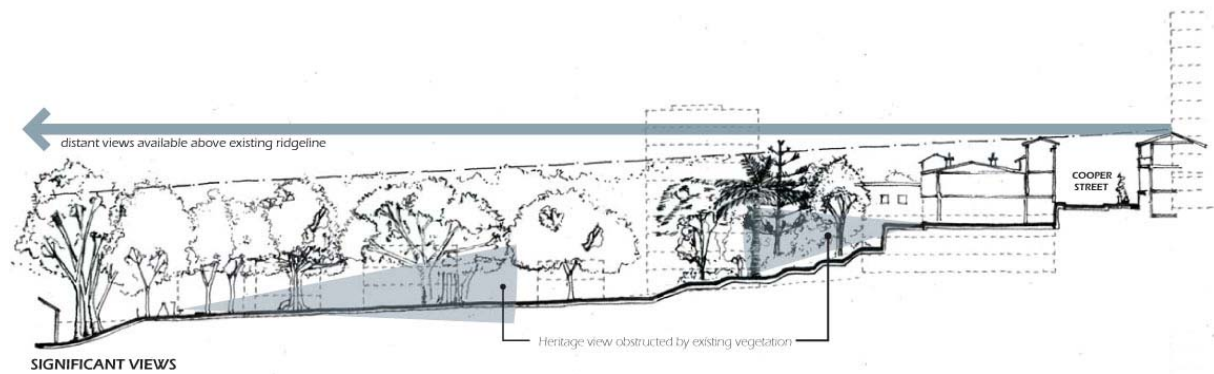 distant views available above existing ridgeline
COOPER
STREET
Heritage view obstructed by existing vegetation
SIGNIFICANT VIEWS